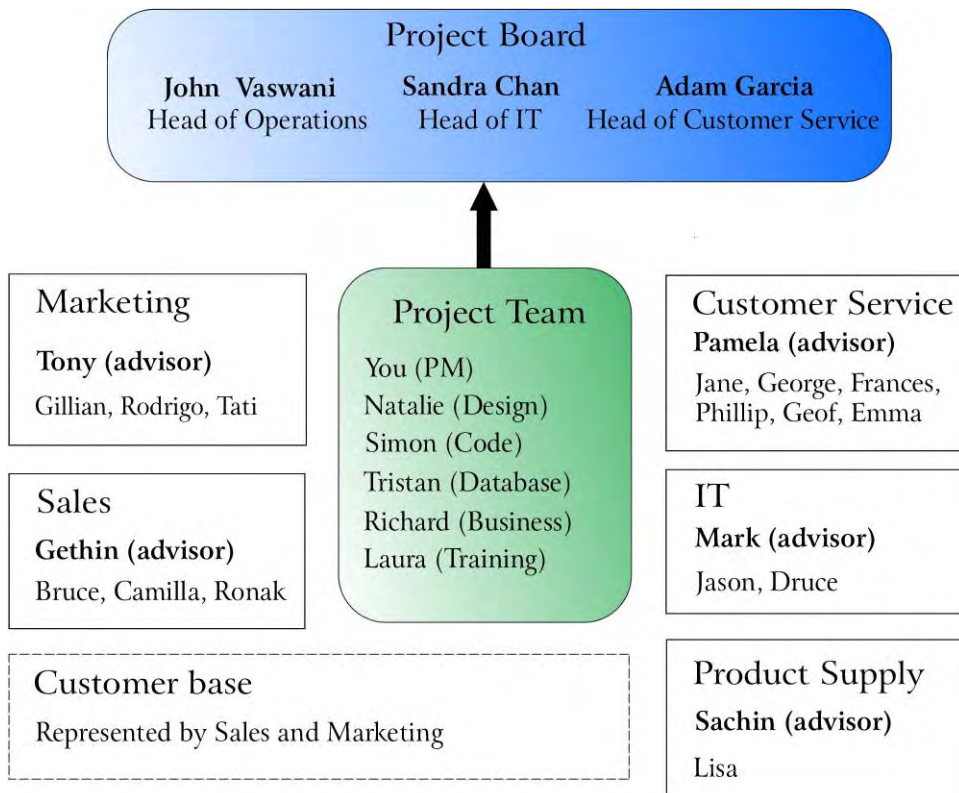 Project Board
John Vaswani
Head of Operations
Sandra Chan
Head of IT
Adam Garcia
Head of Customer Service
Marketing
Tony (advisor)
Gillian, Rodrigo, Tati
Sales
Gethin (advisor)
Bruce, Camilla, Ronak
Project Team
You (PM)
Natalie (Design)
Simon (Code)
Tristan (Database)
Richard (Business)
Laura (Training)
Customer Service
Pamela (advisor)
Jane, George, Frances,
Phillip, Geof, Emma
IT
Mark (advisor)
Jason, Druce
Customer base
Represented by Sales and Marketing
Product Supply
Sachin (advisor)
Lisa